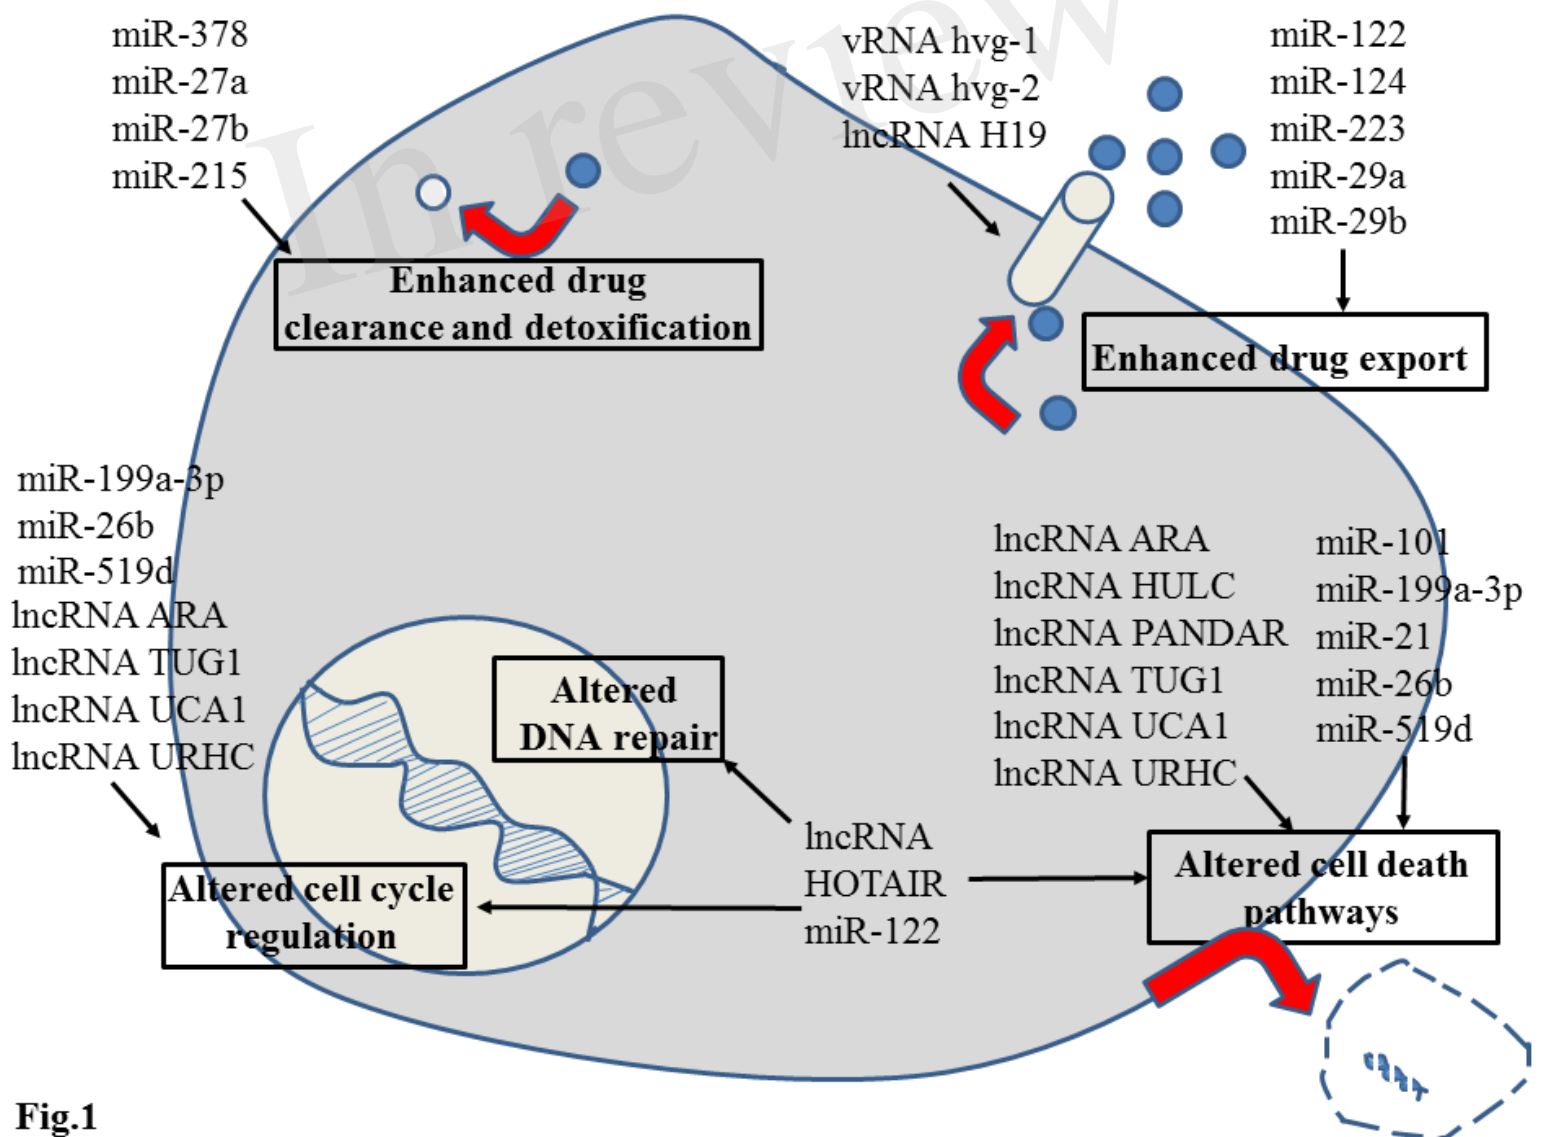 In review
miR-378
miR-27a
miR-27b
miR-215
Enhanced drug
clearance and detoxification
vRNA hvg-1
vRNA hvg-2
lncRNA H19
miR-122
miR-124
miR-223
miR-29a
miR-29b
Enhanced drug export
miR-199a-3p
miR-26b
miR-519d
lncRNA ARA
lncRNA TUG1
lncRNA UCA1
lncRNA URHC
Altered cell cycle
regulation
Altered
DNA repair
lncRNA
HOTAIR
miR-122
lncRNA ARA
lncRNA HULC
lncRNA PANDAR
lncRNA TUG1
lncRNA UCA1
lncRNA URHC
miR-101
miR-199a-3p
miR-21
miR-26b
miR-519d
Altered cell death
pathways
Fig.1